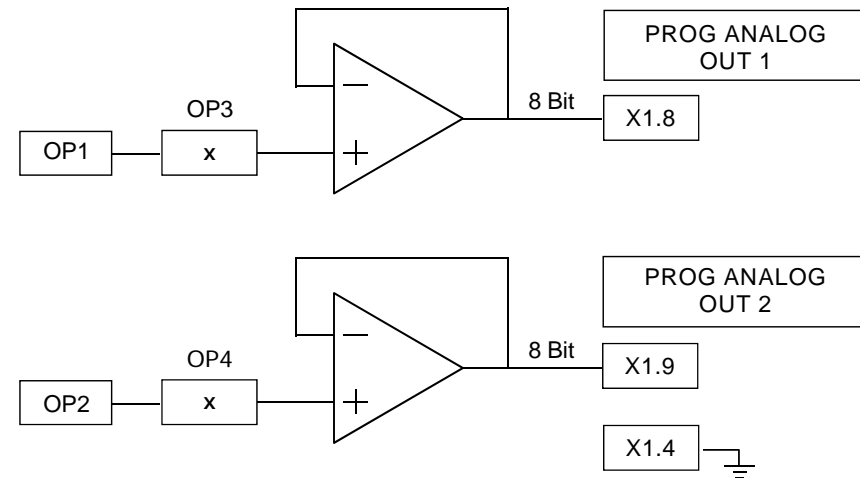 PROG ANALOG
OUT 1
OP3
8 Bit
X1.8
OP1
x
PROG ANALOG
OUT 2
OP4
8 Bit
X1.9
OP2
x
X1.4